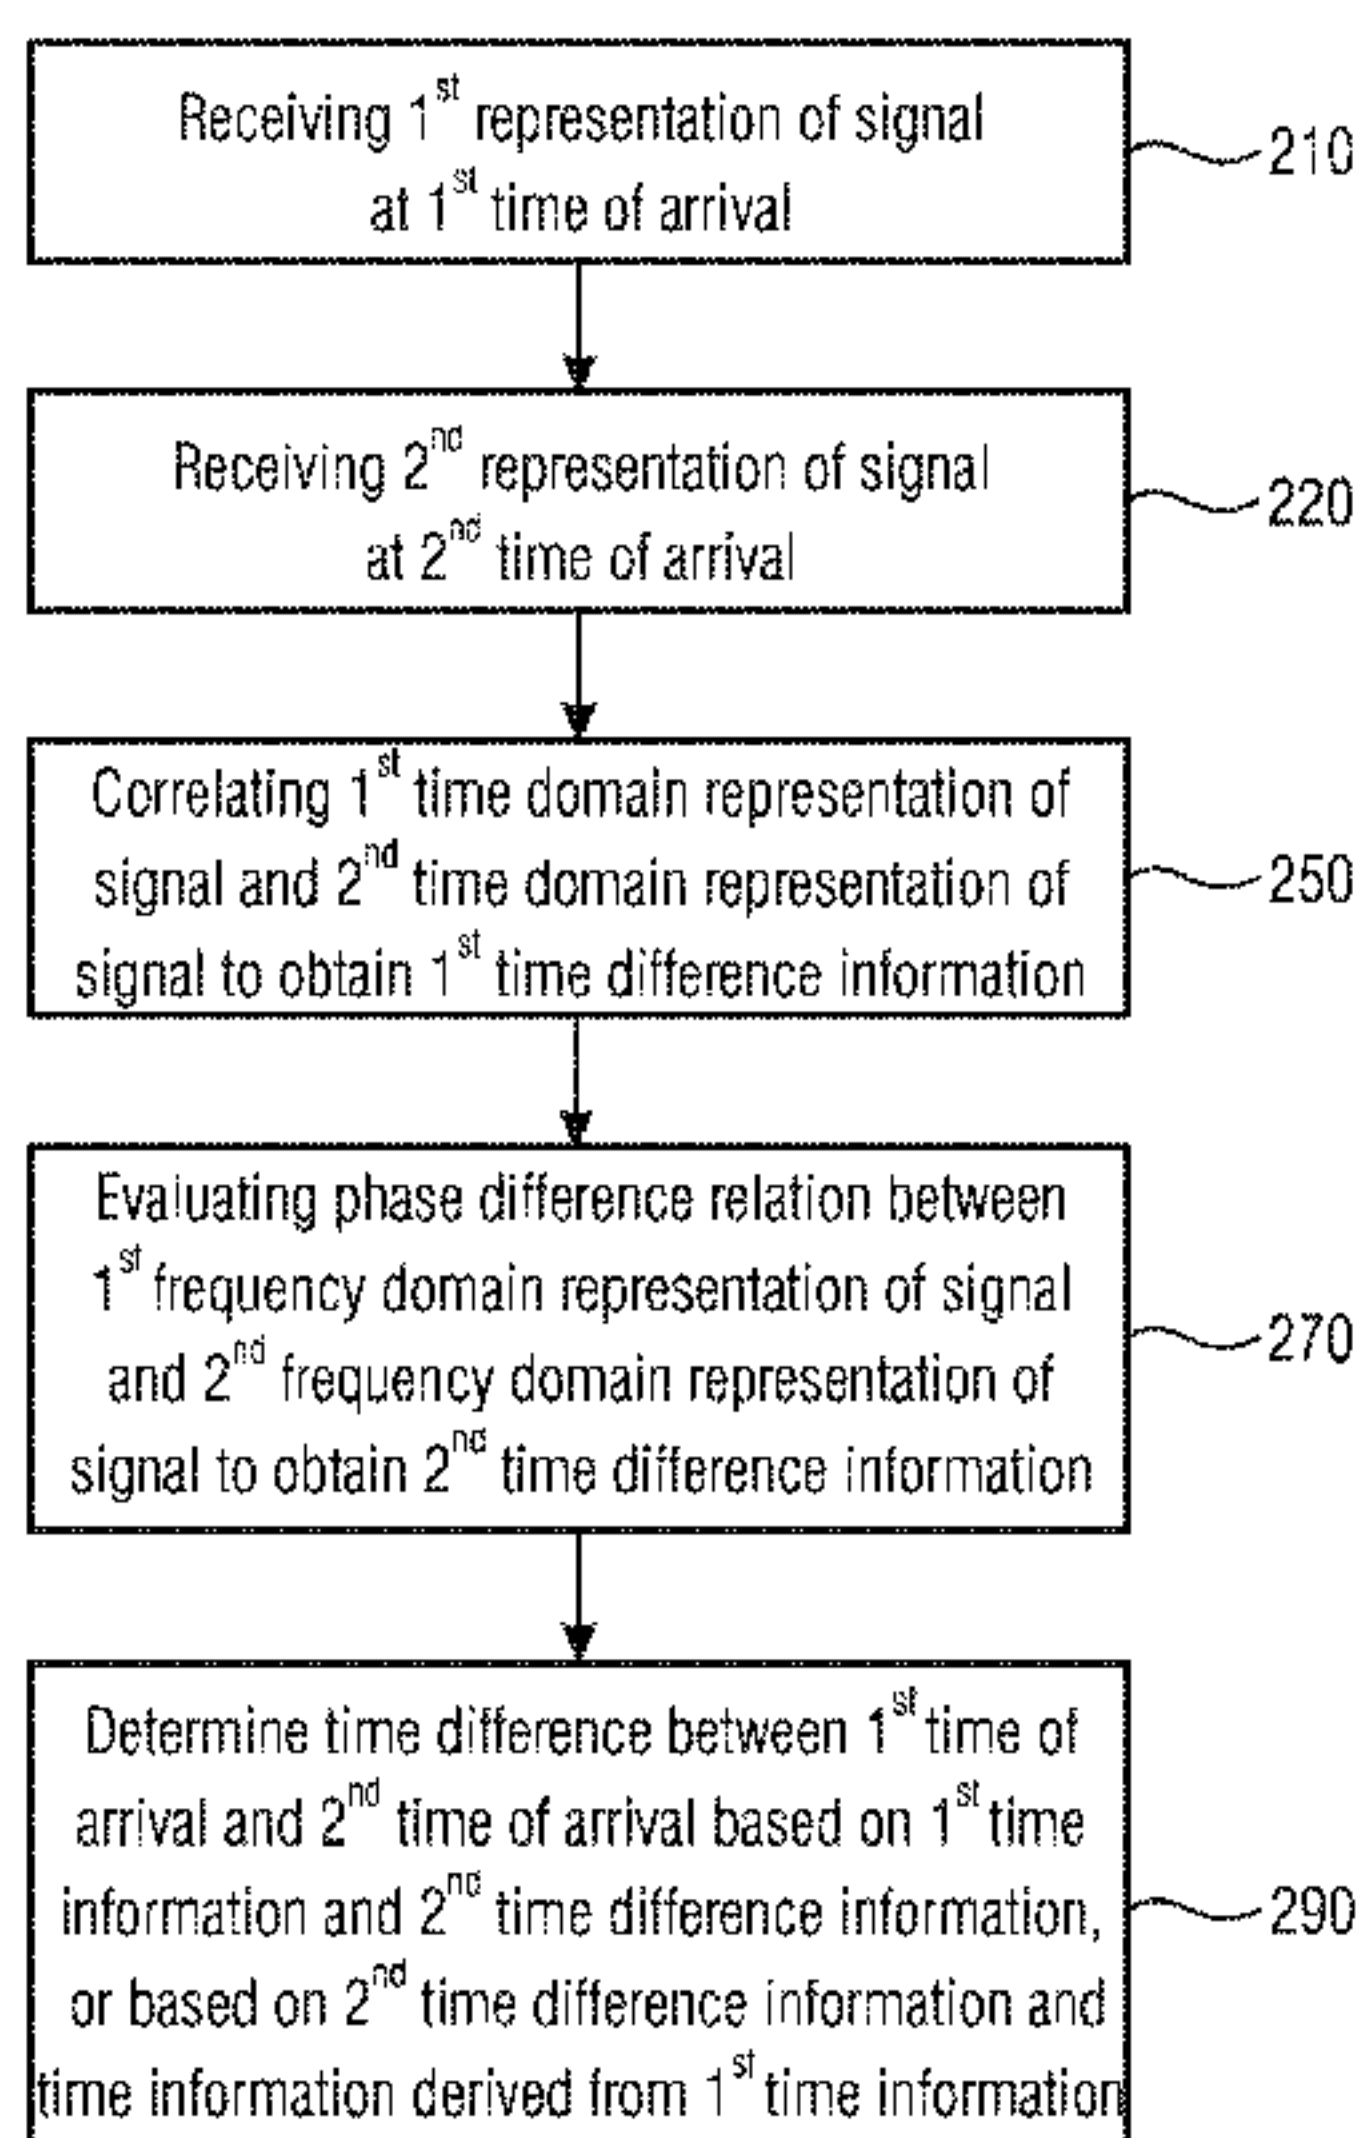 Receiving 1st representation of signal
at 1st time of arrival
210
Receiving 2nd representation of signal
at 2nd time of arrival
220
Correlating 1st time domain representation of
signal and 2nd time domain representation of
signal to obtain 1st time difference information
250
Evaluating phase difference relation between
1st frequency domain representation of signal
and 2nd frequency domain representation of
signal to obtain 2nd time difference information
270
Determine time difference between 1st time of
arrival and 2nd time of arrival based on 1st time
information and 2nd time difference information,
or based on 2nd time difference information and
time information derived from 1st time information
290